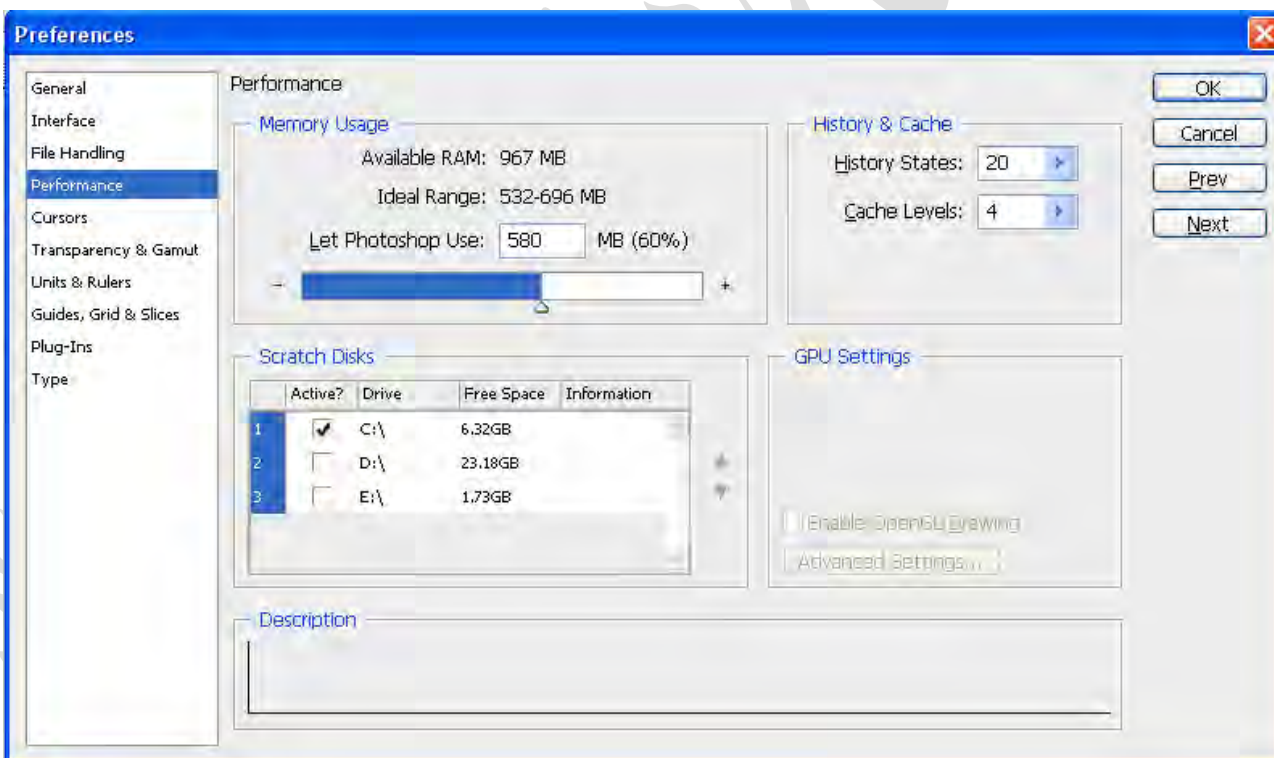 Preferences
General
Interface
File Handling
Performance
Cursors
Transparency & Gamut
Units & Rulers
Guides, Grid & Slices
Plug-Ins
Type
Performance
Memory Usage
Available RAM: 967 MB
Ideal Range: 532-696 MB
Let Photoshop Use: 580 MB (60%)
- +
History & Cache
History States: 20
Cache Levels: 4
OK
Cancel
Prev
Next
Scratch Disks
Active? Drive Free Space Information
1 C:\ 6.32GB
2 D:\ 23.18GB
3 E:\ 1.73GB
GPU Settings
Enable OpenGL Drawing
Advanced Settings...
Description